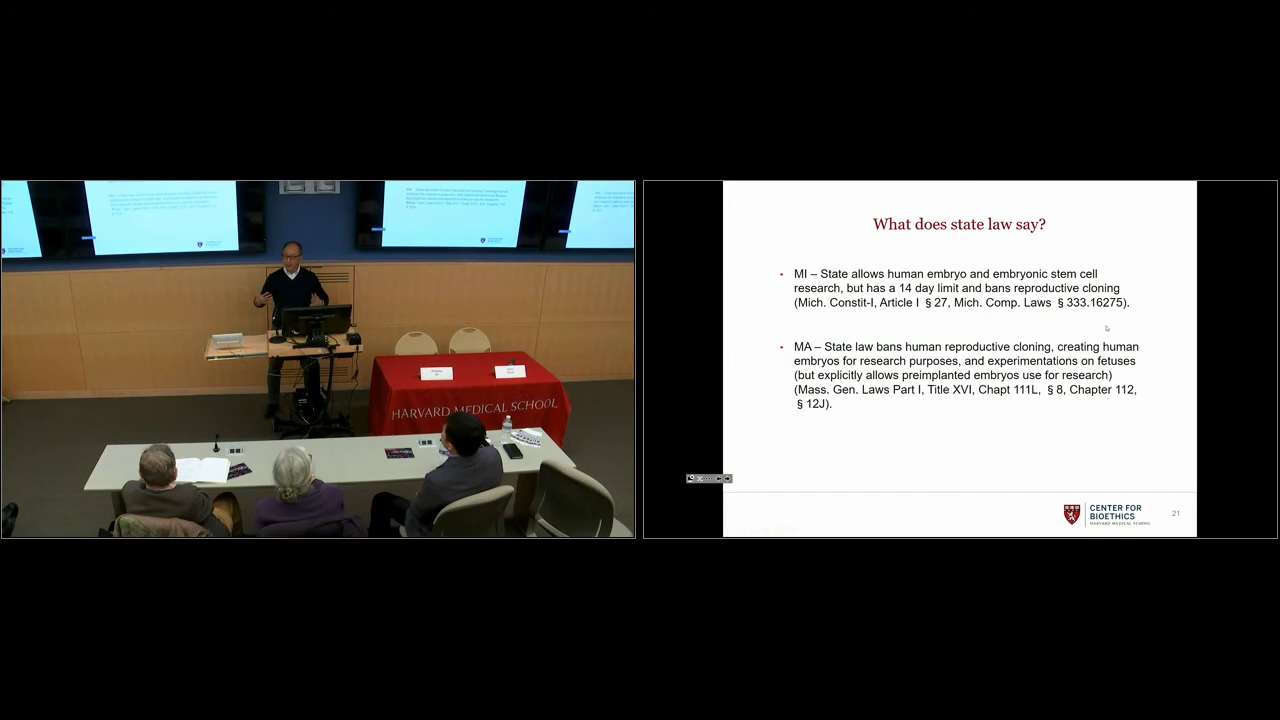 What does state law say?
• MI – State allows human embryo and embryonic stem cell
research, but has a 14 day limit and bans reproductive cloning
(Mich. Constit-I, Article I § 27, Mich. Comp. Laws § 333.16275).
• MA – State law bans human reproductive cloning, creating human
embryos for research purposes, and experimentations on fetuses
(but explicitly allows preimplanted embryos use for research)
(Mass. Gen. Laws Part I, Title XVI, Chapt 111L, § 8, Chapter 112,
§ 12J).
CENTER FOR
BIOETHICS
HARVARD MEDICAL SCHOOL
21
HARVARD MEDICAL SCHOOL